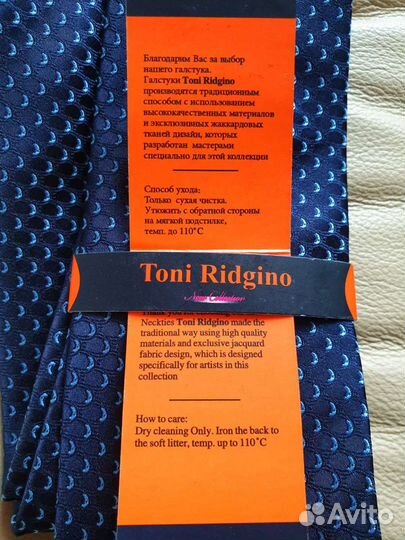 Благодарим Вас за выбор
нашего галстука.
Галстуки Toni Ridgino
производятся традиционным
способом с использованием
высококачественных материалов
и эксклюзивных жаккардовых
тканей дизайн, которых
разработан мастерами
специально для этой коллекции
Способ ухода:
Только сухая чистка.
Утюжить с обратной стороны
на мягкой подстилке,
темп. до 110°C
Toni Ridgino
New Collection
Thank you for
Neckties Toni Ridgino made the
traditional way using high quality
materials and exclusive jacquard
fabric design, which is designed
specifically for artists in this
collection
How to care:
Dry cleaning Only. Iron the back to
the soft litter, temp. up to 110°C
Avito